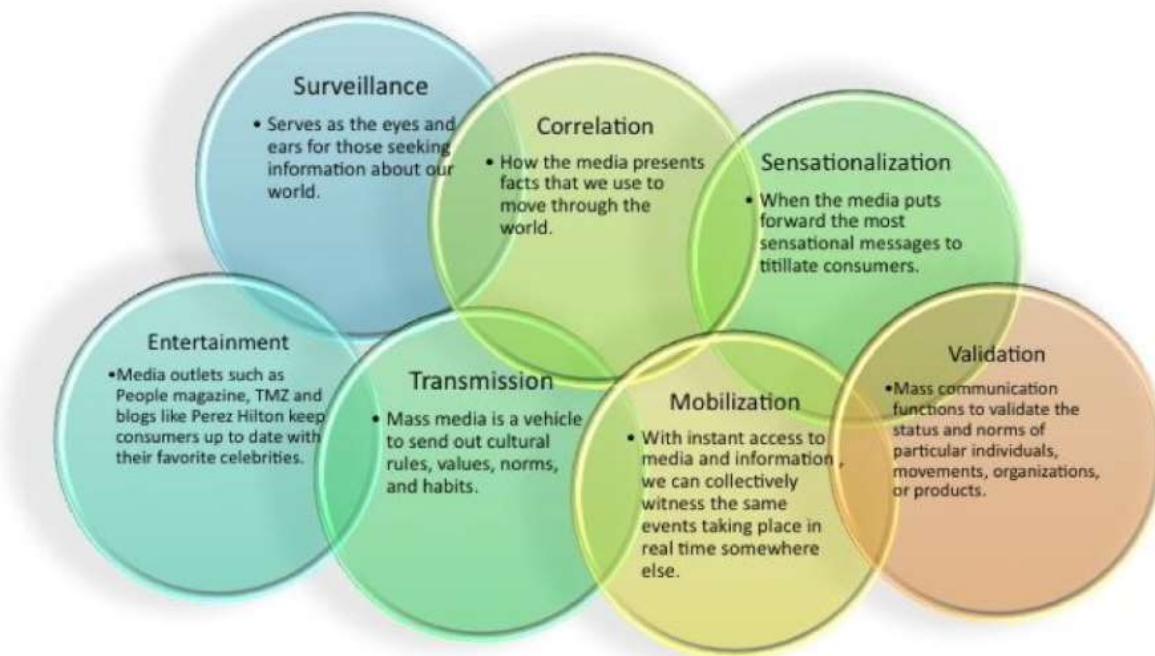 Surveillance
• Serves as the eyes and
ears for those seeking
information about our
world.
Correlation
• How the media presents
facts that we use to
move through the
world.
Sensationalization
• When the media puts
forward the most
sensational messages to
titillate consumers.
Entertainment
•Media outlets such as
People magazine, TMZ and
blogs like Perez Hilton keep
consumers up to date with
their favorite celebrities.
Transmission
• Mass media is a vehicle
to send out cultural
rules, values, norms,
and habits.
Mobilization
• With instant access to
media and information ,
we can collectively
witness the same
events taking place in
real time somewhere
else.
Validation
•Mass communication
functions to validate the
status and norms of
particular individuals,
movements, organizations,
or products.